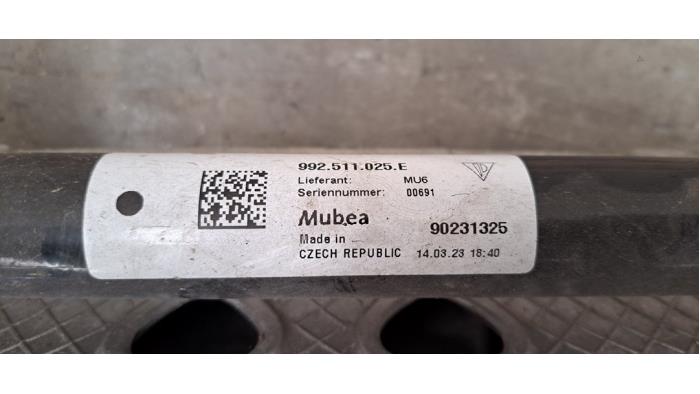 992.511.025.E
Lieferant: MU6
Seriennummer: 00691
Mubea
90231325
Made in
CZECH REPUBLIC 14.03.23 18:40